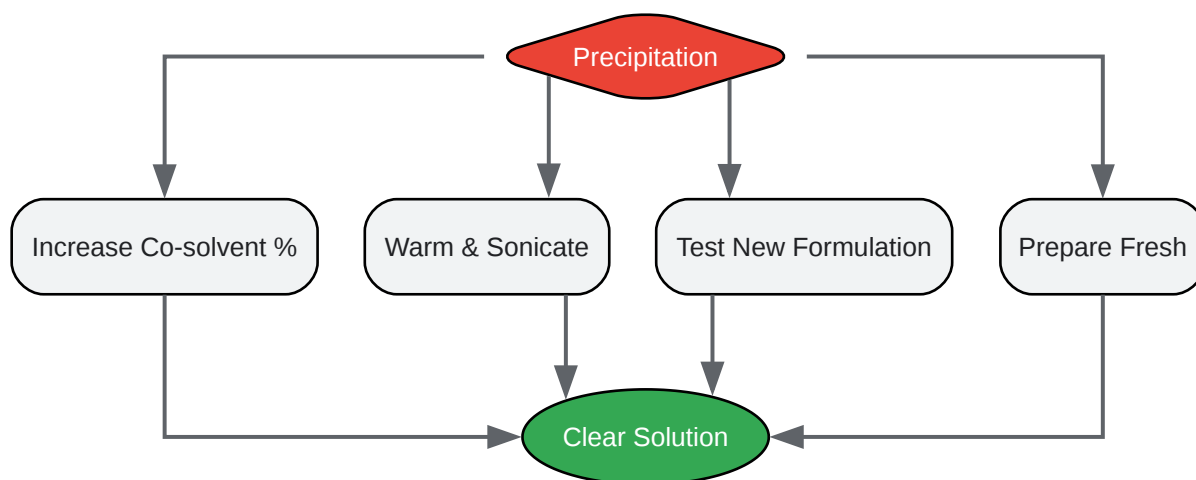 Precipitation
Increase Co-solvent %
Warm & Sonicate
Test New Formulation
Prepare Fresh
Clear Solution